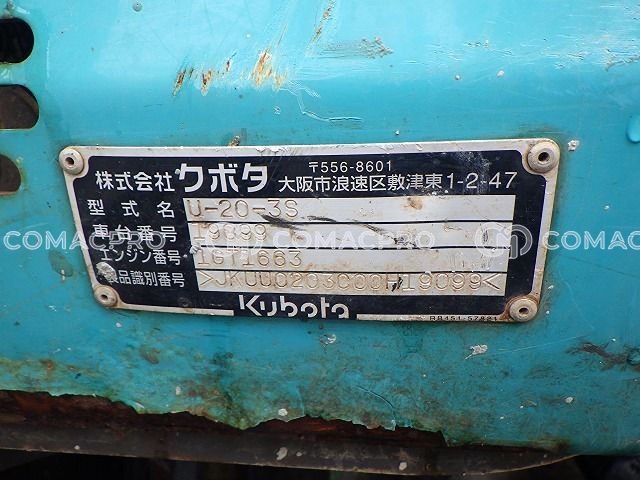 〒556-8601
株式会社クボタ 大阪市浪速区敷津東1-2-47
型式名 U-20-3S
車台番号
エンジン番号 1GT1663
製品識別番号 >JKUU0203C00H19099<
Kubota
COMACPRO COMACPRO COMACPRO